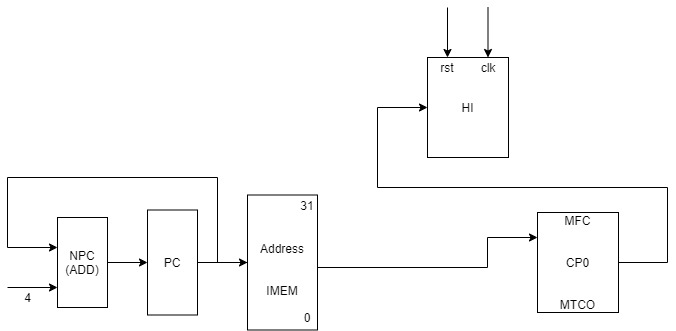 rst clk
HI
31
Address
IMEM
0
NPC
(ADD)
PC
4
MFC
CP0
MTCO